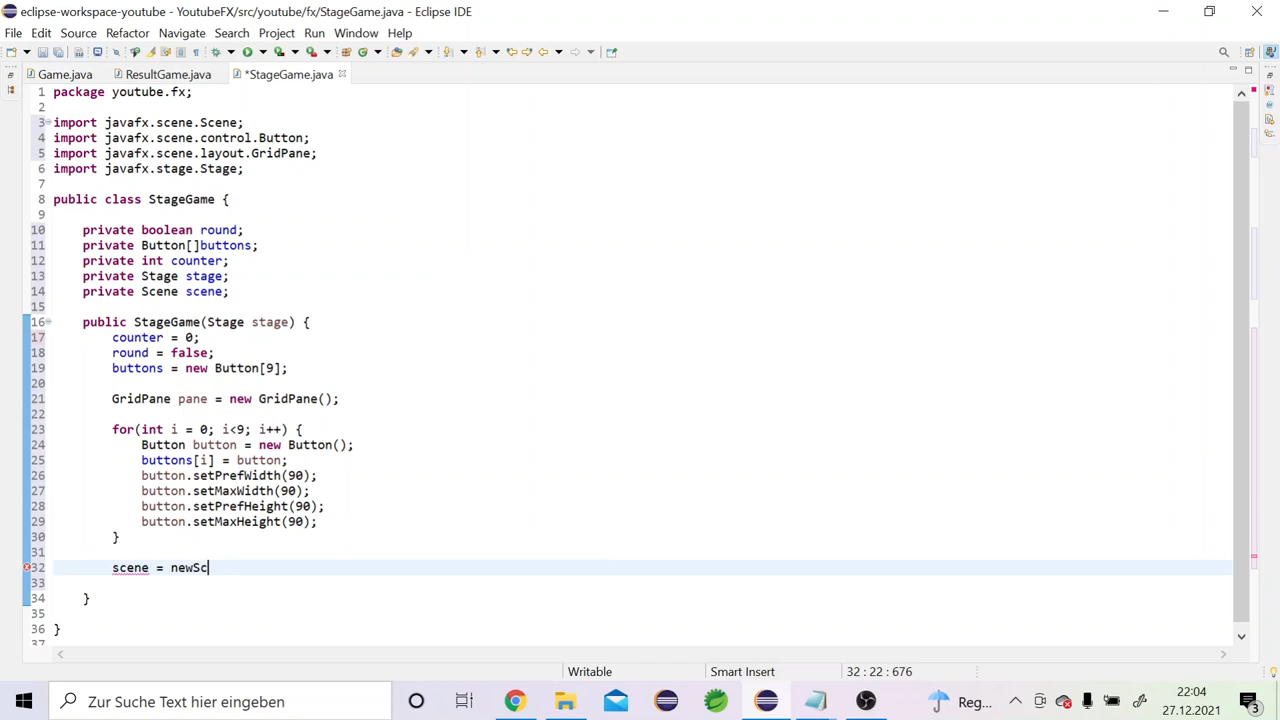 eclipse-workspace-youtube - YoutubeFX/src/youtube/fx/StageGame.java - Eclipse IDE
File Edit Source Refactor Navigate Search Project Run Window Help
Game.java ResultGame.java *StageGame.java
1 package youtube.fx;
2
3 import javafx.scene.Scene;
4 import javafx.scene.control.Button;
5 import javafx.scene.layout.GridPane;
6 import javafx.stage.Stage;
7
8 public class StageGame {
9
10 private boolean round;
11 private Button[]buttons;
12 private int counter;
13 private Stage stage;
14 private Scene scene;
15
16 public StageGame(Stage stage) {
17 counter = 0;
18 round = false;
19 buttons = new Button[9];
20
21 GridPane pane = new GridPane();
22
23 for(int i = 0; i<9; i++) {
24 Button button = new Button();
25 buttons[i] = button;
26 button.setPrefWidth(90);
27 button.setMaxWidth(90);
28 button.setPrefHeight(90);
29 button.setMaxHeight(90);
30 }
31
32 scene = newSc
33
34 }
35
36 }
37
Writable Smart Insert 32 : 22 : 676
Zur Suche Text hier eingeben Reg... 22:04
27.12.2021 3